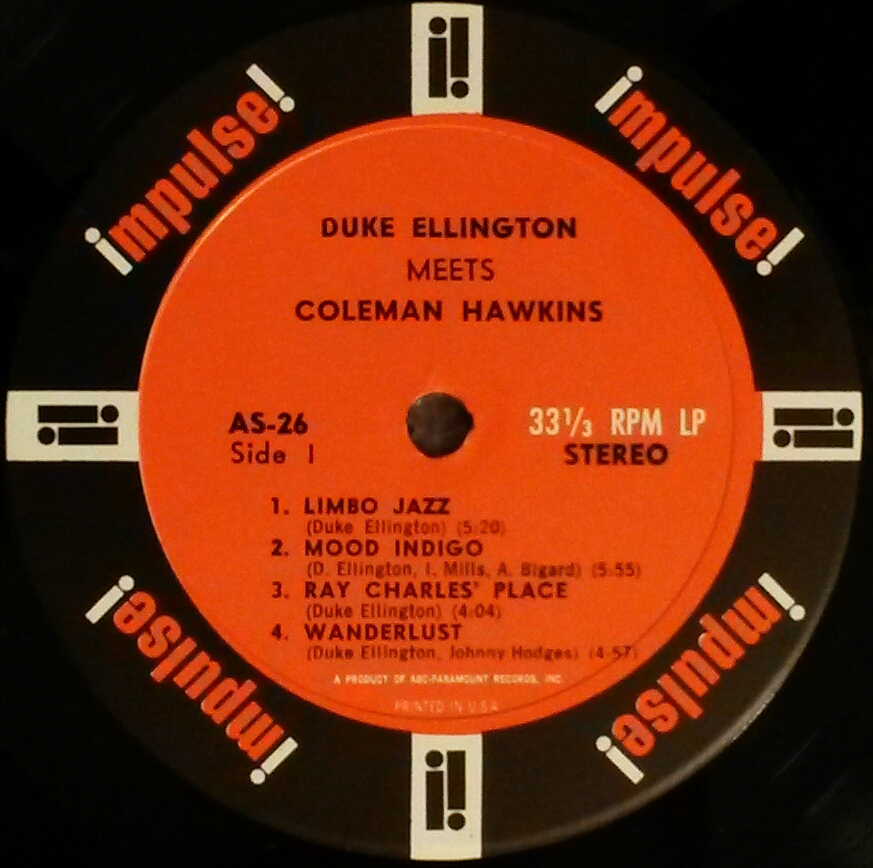 impulse!
impulse!
DUKE ELLINGTON
MEETS
COLEMAN HAWKINS
AS-26
Side 1
33⅓ RPM LP
STEREO
1. LIMBO JAZZ
(Duke Ellington) (5:20)
2. MOOD INDIGO
(D. Ellington, I. Mills, A. Bigard) (5:55)
3. RAY CHARLES' PLACE
(Duke Ellington) (4:04)
4. WANDERLUST
(Duke Ellington, Johnny Hodges) (4:57)
A PRODUCT OF ABC-PARAMOUNT RECORDS, INC.
PRINTED IN U.S.A.
impulse!
impulse!